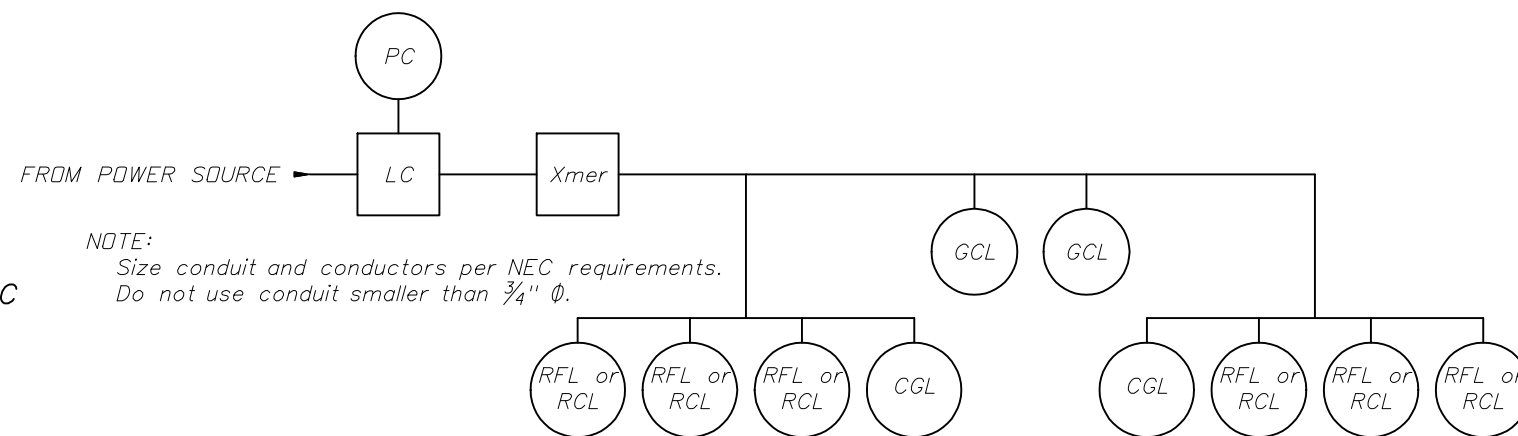 PC
FROM POWER SOURCE
LC
Xmer
NOTE:
Size conduit and conductors per NEC requirements.
Do not use conduit smaller than ¾" Φ.
C
GCL
GCL
RFL or
RCL
RFL or
RCL
RFL or
RCL
CGL
CGL
RFL or
RCL
RFL or
RCL
RFL or
RCL